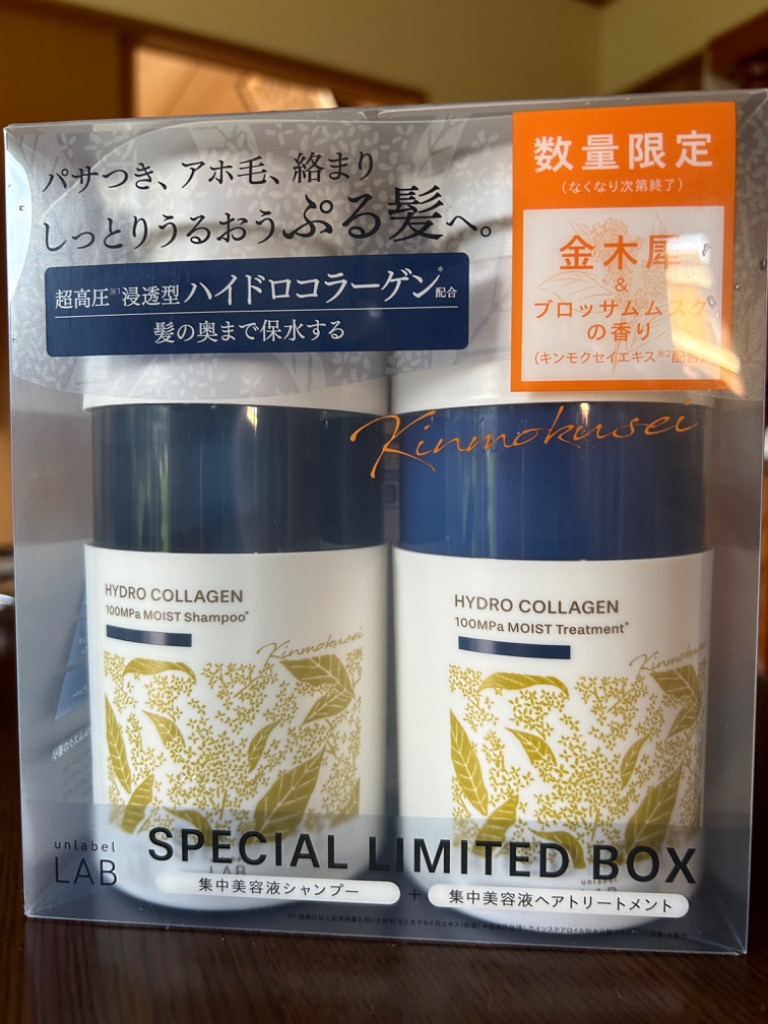 パサつき、アホ毛、絡まり
しっとりうるおうぷる髪へ。
超高圧※1浸透型ハイドロコラーゲン*配合
髪の奥まで保水する
数量限定
(なくなり次第終了)
金木犀
&
ブロッサムムスク
の香り
(キンモクセイエキス※2配合)
Kinmokusei
HYDRO COLLAGEN
100MPa MOIST Shampoo*
Kinmokusei
HYDRO COLLAGEN
100MPa MOIST Treatment*
Kinmokusei
unlabel
LAB
SPECIAL LIMITED BOX
集中美容液シャンプー + 集中美容液ヘアトリートメント
LAB
unlabel